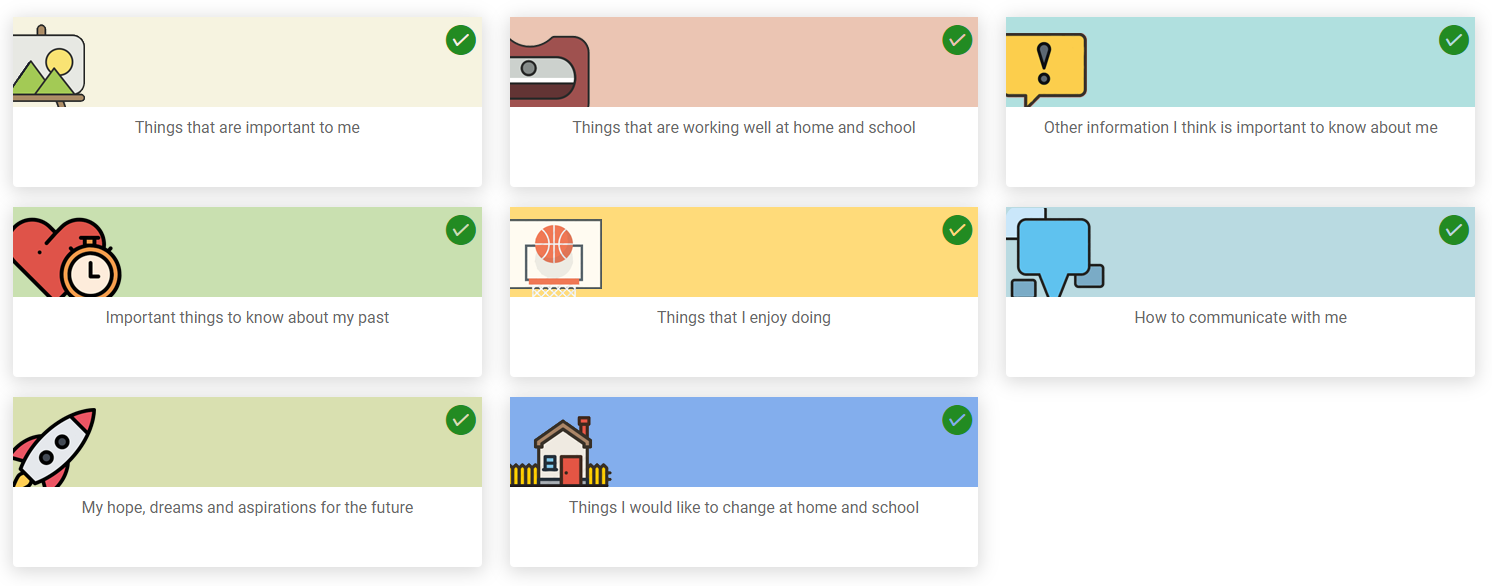 Things that are important to me
Things that are working well at home and school
Other information I think is important to know about me
Important things to know about my past
Things that I enjoy doing
How to communicate with me
My hope, dreams and aspirations for the future
Things I would like to change at home and school